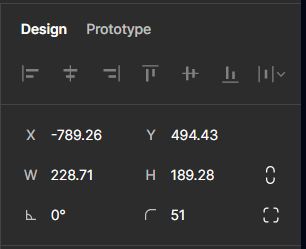 Design Prototype
X -789.26 Y 494.43
W 228.71 H 189.28
0° 51